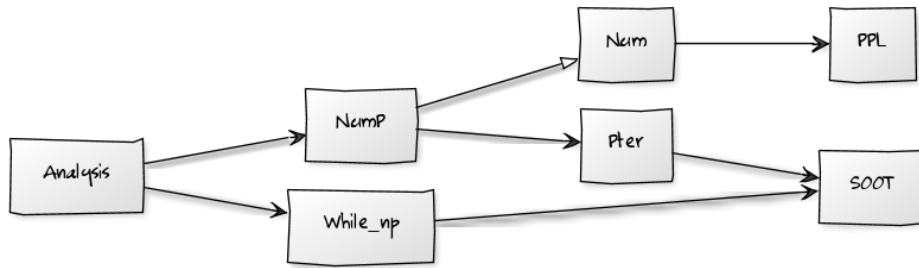 Num
PPL
NumP
Pter
Analysis
SOOT
While_np